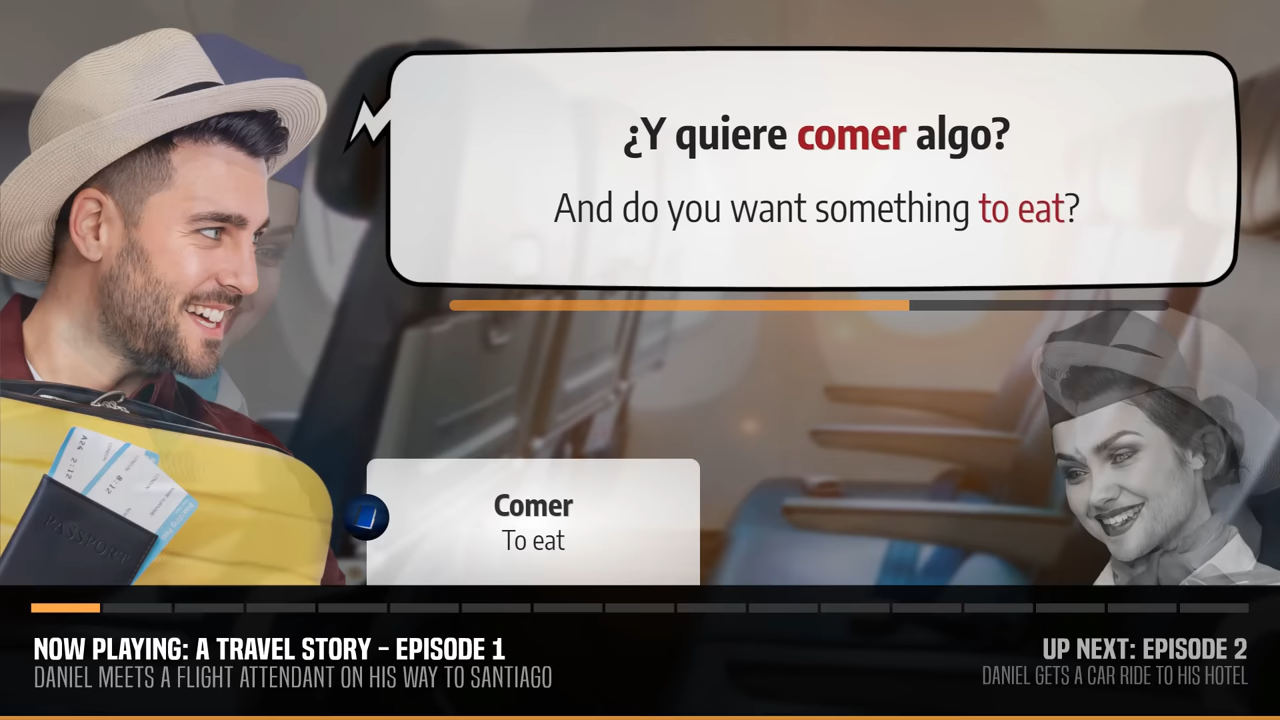 ¿Y quiere comer algo?
And do you want something to eat?
Comer
To eat
PASSPORT
NOW PLAYING: A TRAVEL STORY - EPISODE 1
DANIEL MEETS A FLIGHT ATTENDANT ON HIS WAY TO SANTIAGO
UP NEXT: EPISODE 2
DANIEL GETS A CAR RIDE TO HIS HOTEL